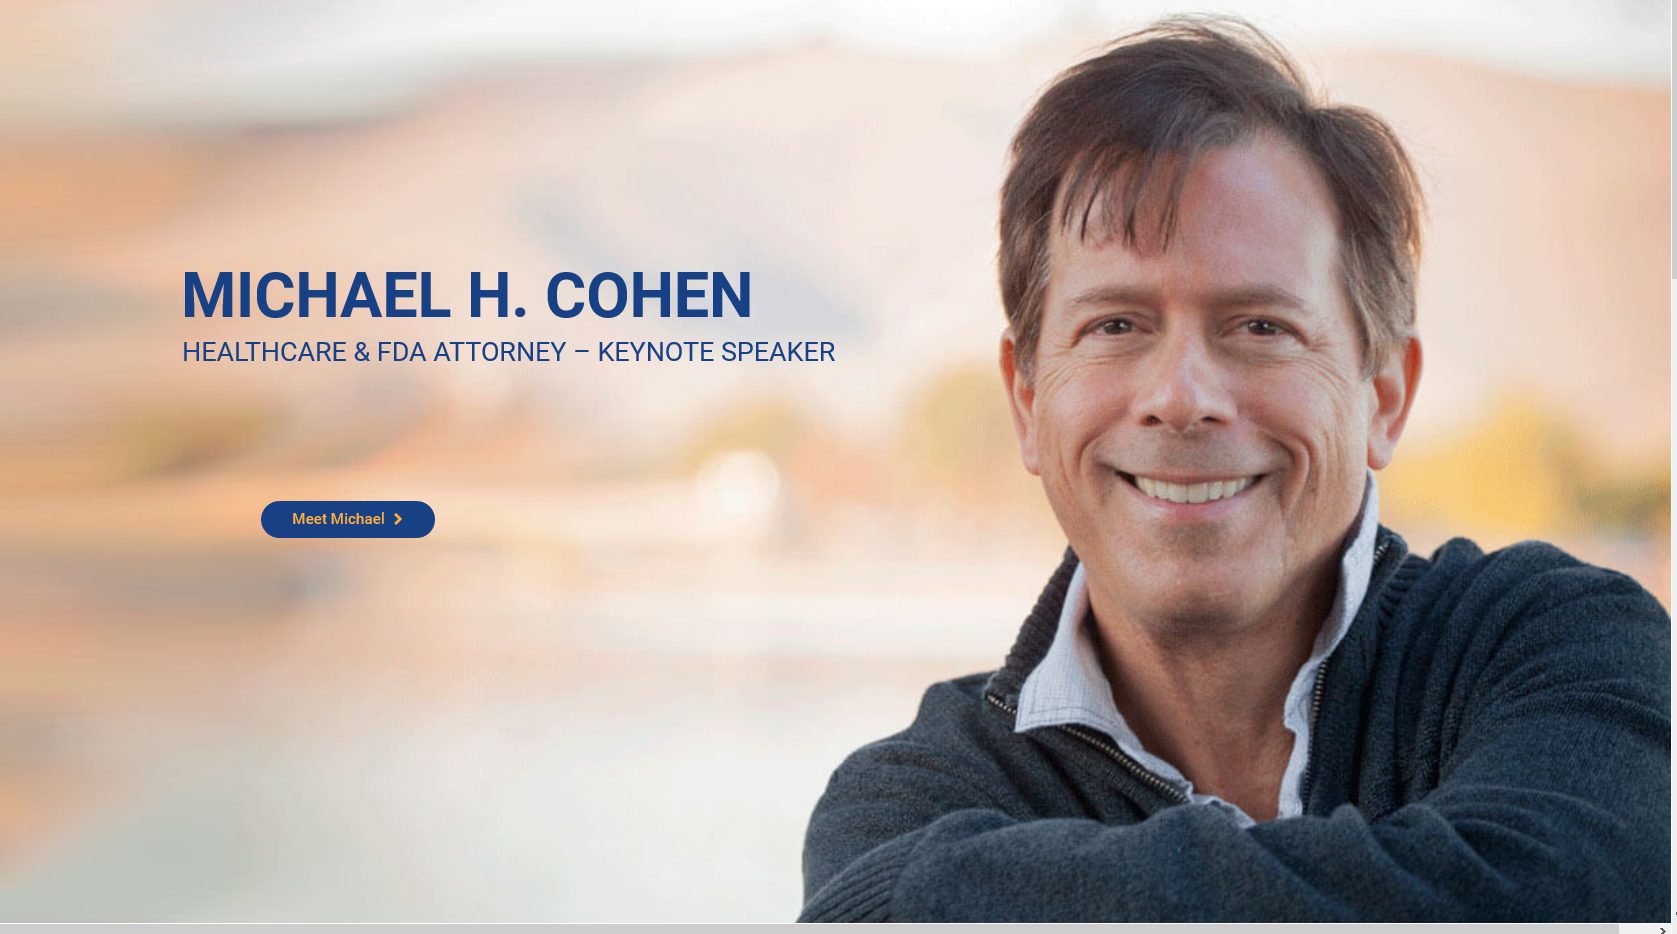 MICHAEL H. COHEN
HEALTHCARE & FDA ATTORNEY – KEYNOTE SPEAKER
Meet Michael